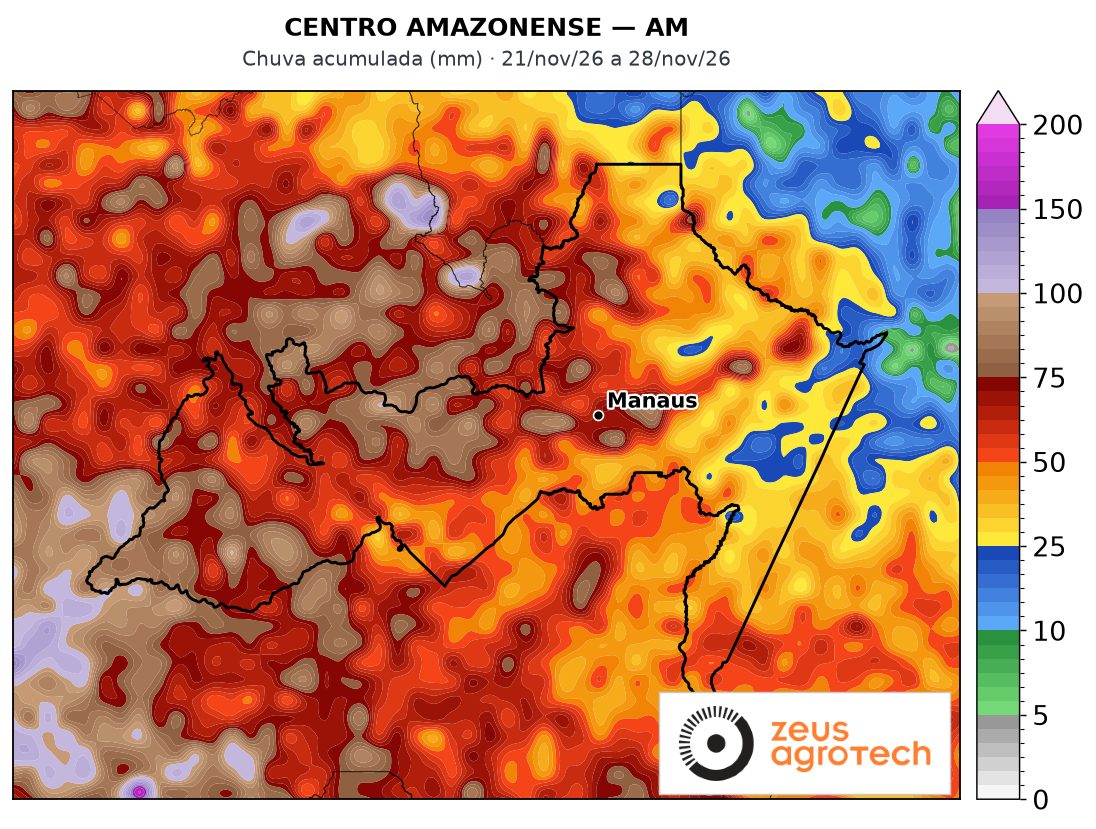 CENTRO AMAZONENSE — AM
Chuva acumulada (mm) · 21/nov/26 a 28/nov/26
200
150
100
75
50
25
10
5
0
Manaus
zeus
agrotech